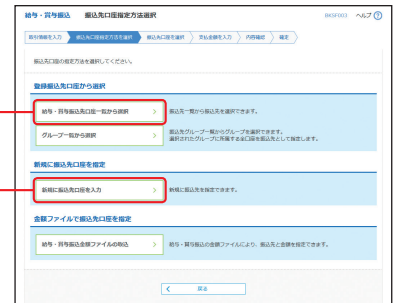 給与・賞与振込 振込先口座指定方法選択 BKSF003 ヘルプ ?
取引情報を入力 振込先口座指定方法を選択 振込先口座を選択 支払金額を入力 内容確認 確定
振込先口座の指定方法を選択してください。
登録振込先口座から選択
給与・賞与振込先口座一覧から選択 > 振込先一覧から振込先を選択できます。
グループ一覧から選択 > 振込先グループ一覧からグループを選択できます。
選択されたグループに所属する全口座を振込先として指定します。
新規に振込先口座を指定
新規に振込先口座を入力 > 新規に振込先を指定できます。
金額ファイルで振込先口座を指定
給与・賞与振込金額ファイルの取込 > 給与・賞与振込の金額ファイルにより、振込先と金額を指定できます。
< 戻る